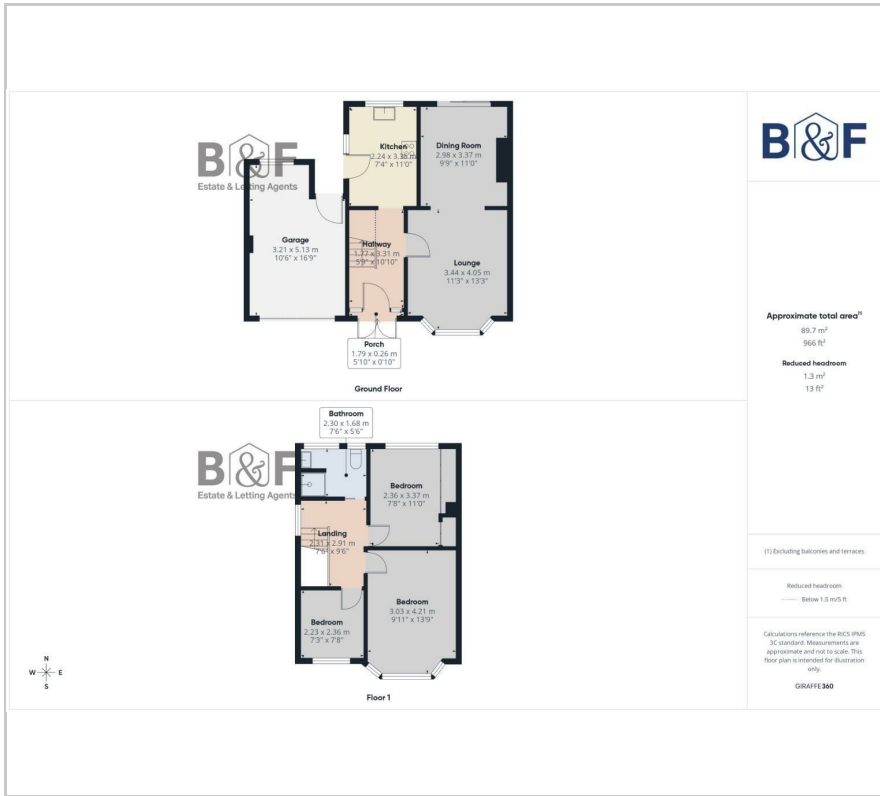 B&F
Estate & Letting Agents
Kitchen
2.24 x 3.36 m
7'4" x 11'0"
Dining Room
2.98 x 3.37 m
9'9" x 11'0"
Garage
3.21 x 5.13 m
10'6" x 16'9"
Hallway
1.77 x 3.31 m
5'9" x 10'10"
Lounge
3.44 x 4.05 m
11'3" x 13'3"
Porch
1.79 x 0.26 m
5'10" x 0'10"
Ground Floor
B&F
Estate & Letting Agents
Bathroom
2.30 x 1.68 m
7'6" x 5'6"
Bedroom
2.36 x 3.37 m
7'8" x 11'0"
Landing
2.31 x 2.91 m
7'6" x 9'6"
Bedroom
3.03 x 4.21 m
9'11" x 13'9"
Bedroom
2.23 x 2.36 m
7'3" x 7'8"
Floor 1
N
W E
S
B&F
Approximate total area(1)
89.7 m²
966 ft²
Reduced headroom
1.3 m²
13 ft²
(1) Excluding balconies and terraces
Reduced headroom
Below 1.5 m/5 ft
Calculations reference the RICS IPMS
3C standard. Measurements are
approximate and not to scale. This
floor plan is intended for illustration
only.
GIRAFFE360